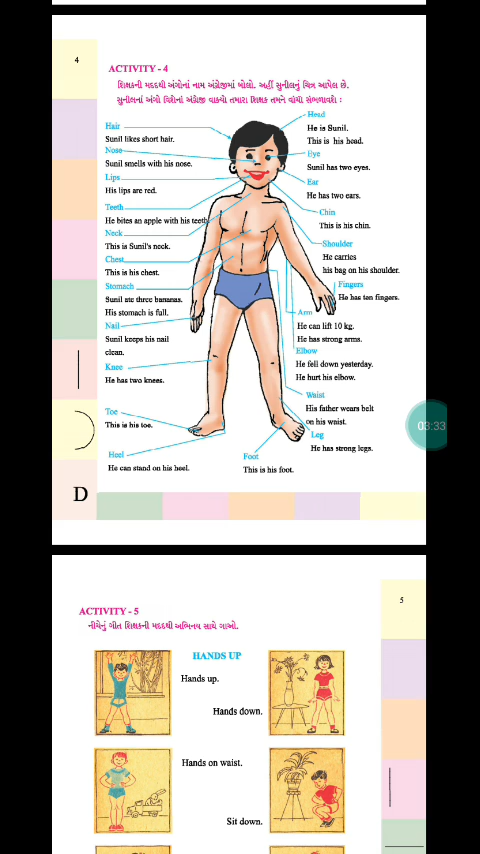 4
ACTIVITY - 4
શિક્ષકની મદદથી અંગોનાં નામ અંગ્રેજીમાં બોલો. અહીં સુનીલનું ચિત્ર આપેલ છે.
સુનીલનાં અંગો વિશેનાં અંગ્રેજી વાક્યો તમારા શિક્ષક તમને વાંચી સંભળાવશે :
Hair
Sunil likes short hair.
Nose
Sunil smells with his nose.
Lips
His lips are red.
Teeth
He bites an apple with his teeth
Neck
This is Sunil's neck.
Chest
This is his chest.
Stomach
Sunil ate three bananas.
His stomach is full.
Nail
Sunil keeps his nail
clean.
Knee
He has two knees.
Toe
This is his toe.
Heel
He can stand on his heel.
Head
He is Sunil.
This is his head.
Eye
Sunil has two eyes.
Ear
He has two ears.
Chin
This is his chin.
Shoulder
He carries
his bag on his shoulder.
Fingers
He has ten fingers.
Arm
He can lift 10 kg.
He has strong arms.
Elbow
He fell down yesterday.
He hurt his elbow.
Waist
His father wears belt
on his waist.
Leg
He has strong legs.
Foot
This is his foot.
03:33
D
5
ACTIVITY - 5
નીચેનું ગીત શિક્ષકની મદદથી અભિનય સાથે ગાઓ.
HANDS UP
Hands up.
Hands down.
Hands on waist.
Sit down.